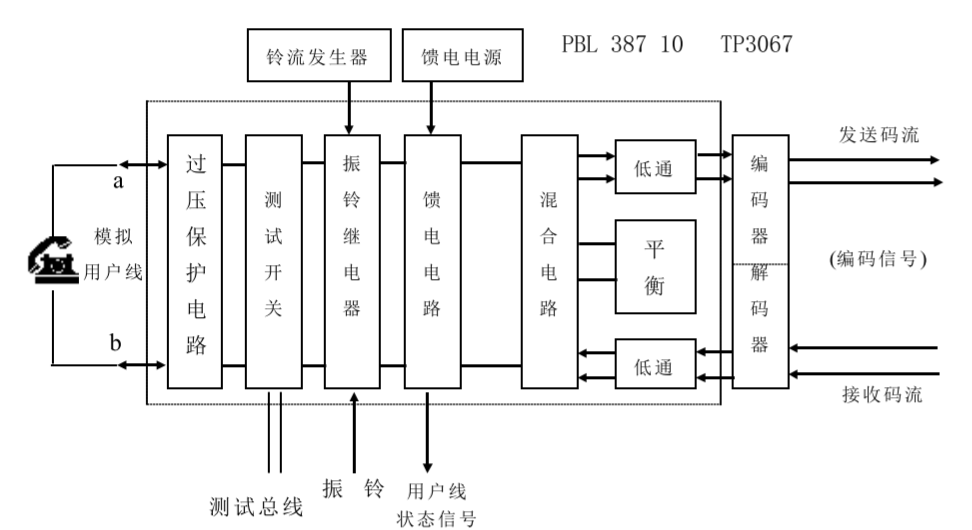 铃流发生器
馈电电源
PBL 387 10 TP3067
a
模拟
用户线
b
过压保护电路
测试开关
振铃继电器
馈电电路
混合电路
低通
平衡
低通
编码器
解码器
发送码流
(编码信号)
接收码流
测试总线
振 铃
用户线
状态信号